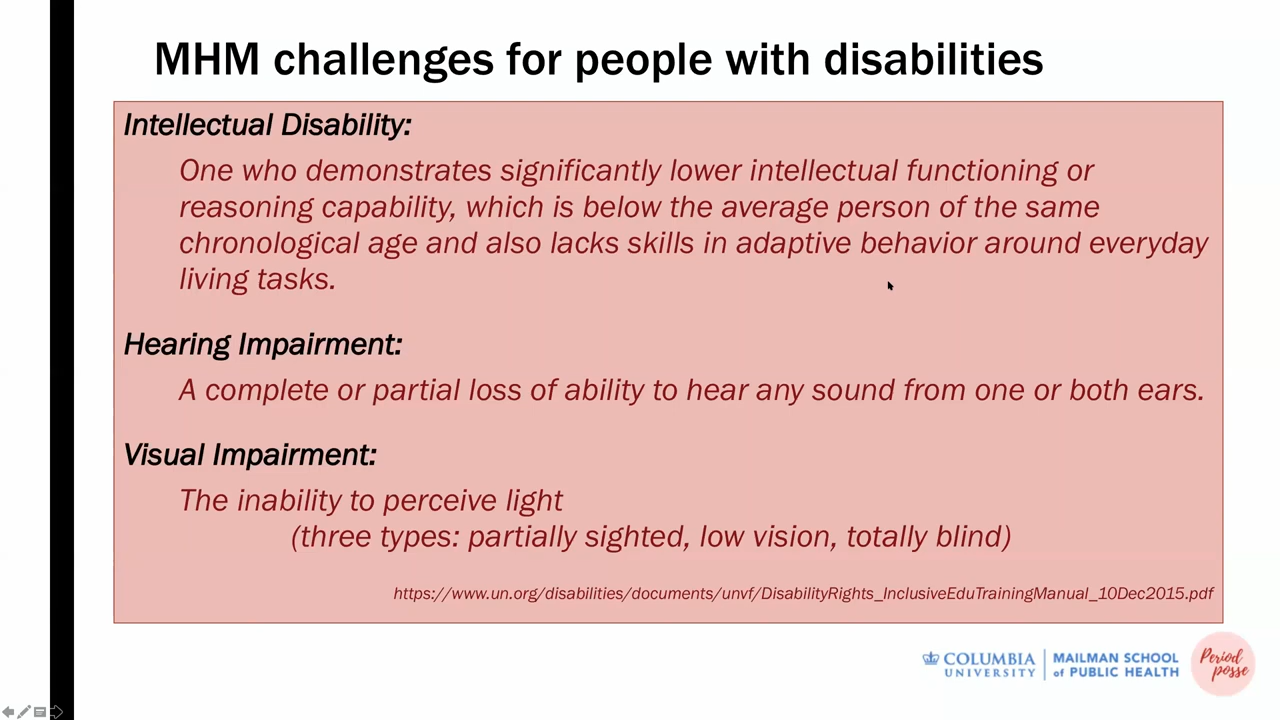 MHM challenges for people with disabilities
Intellectual Disability:
One who demonstrates significantly lower intellectual functioning or
reasoning capability, which is below the average person of the same
chronological age and also lacks skills in adaptive behavior around everyday
living tasks.
Hearing Impairment:
A complete or partial loss of ability to hear any sound from one or both ears.
Visual Impairment:
The inability to perceive light
(three types: partially sighted, low vision, totally blind)
https://www.un.org/disabilities/documents/unvf/DisabilityRights_InclusiveEduTrainingManual_10Dec2015.pdf
COLUMBIA
UNIVERSITY
MAILMAN SCHOOL
of PUBLIC HEALTH
Period
posse